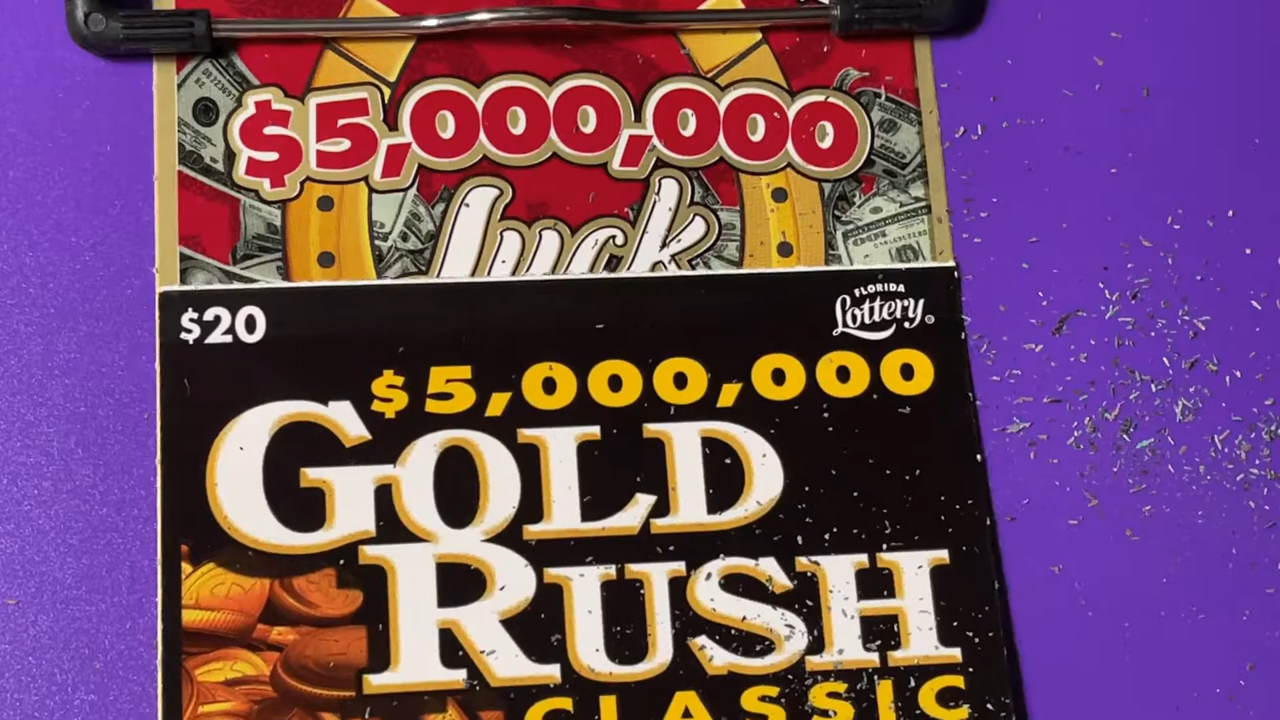 $5,000,000
Luck
$20
FLORIDA
Lottery®
$5,000,000
GOLD
RUSH
CLASSIC